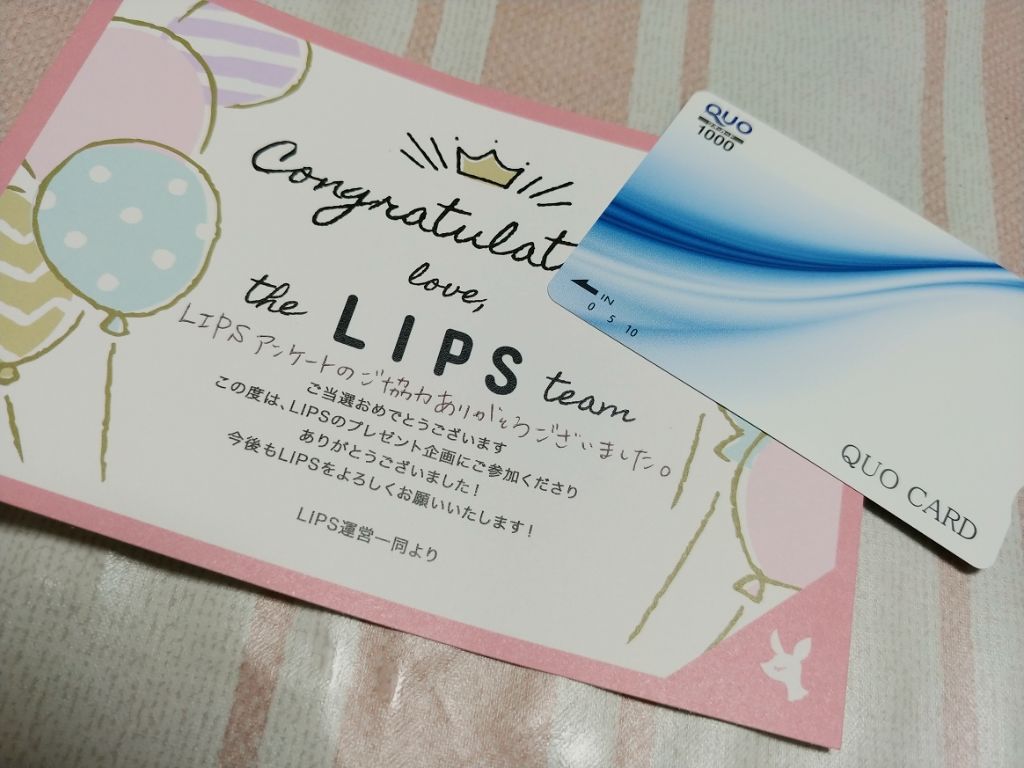 Congratulat
love,
the LIPS team
LIPSアンケートのご協力ありがとうございました。
ご当選おめでとうございます
この度は、LIPSのプレゼント企画にご参加くださり
ありがとうございました!
今後もLIPSをよろしくお願いいたします!
LIPS運営一同より
QUO
1000
IN
0 5 10
QUO CARD